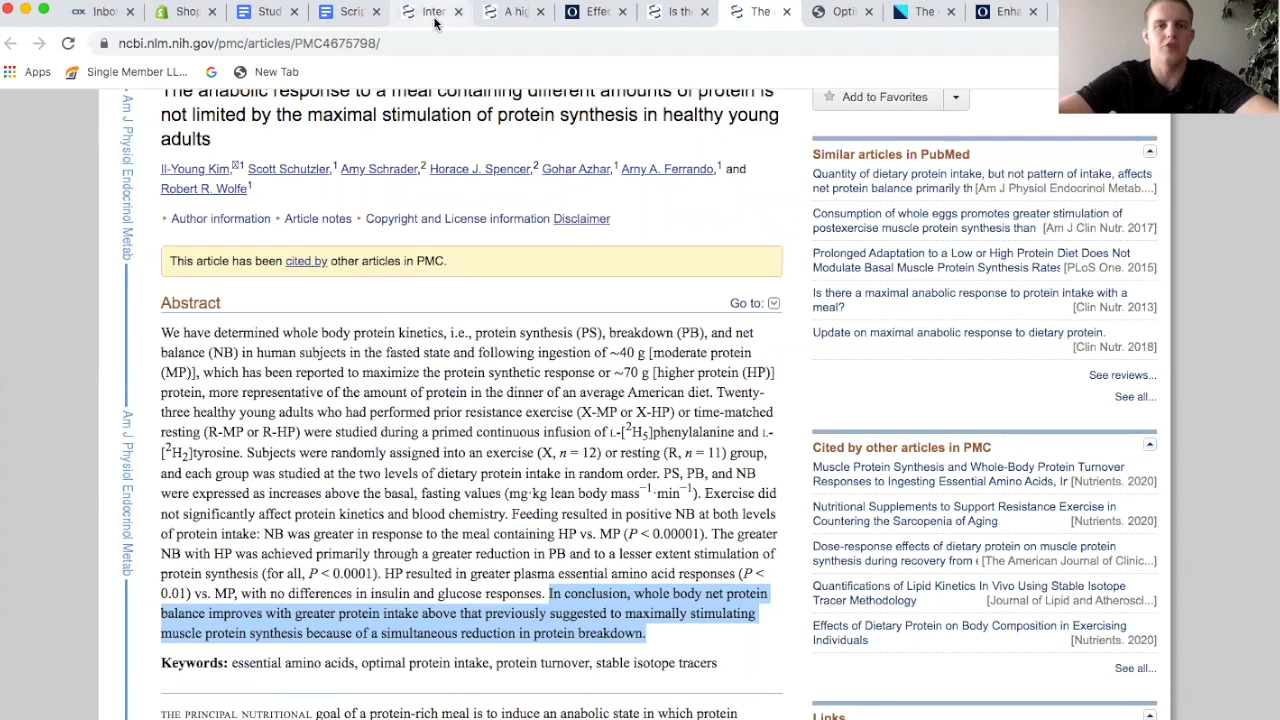 Inbo
Shop
Stud
Scrip
Inter
A hig
Effec
Is the
The
Opti
The
Enha
ncbi.nlm.nih.gov/pmc/articles/PMC4675798/
Apps
Single Member LL...
New Tab
The anabolic response to a meal containing different amounts of protein is
not limited by the maximal stimulation of protein synthesis in healthy young
adults
Il-Young Kim,1 Scott Schutzler,1 Amy Schrader,2 Horace J. Spencer,2 Gohar Azhar,1 Arny A. Ferrando,1 and
Robert R. Wolfe1
Author information Article notes Copyright and License information Disclaimer
This article has been cited by other articles in PMC.
Abstract
Go to:
We have determined whole body protein kinetics, i.e., protein synthesis (PS), breakdown (PB), and net
balance (NB) in human subjects in the fasted state and following ingestion of ~40 g [moderate protein
(MP)], which has been reported to maximize the protein synthetic response or ~70 g [higher protein (HP)]
protein, more representative of the amount of protein in the dinner of an average American diet. Twenty-
three healthy young adults who had performed prior resistance exercise (X-MP or X-HP) or time-matched
resting (R-MP or R-HP) were studied during a primed continuous infusion of L-[2H5]phenylalanine and L-
[2H2]tyrosine. Subjects were randomly assigned into an exercise (X, n = 12) or resting (R, n = 11) group,
and each group was studied at the two levels of dietary protein intake in random order. PS, PB, and NB
were expressed as increases above the basal, fasting values (mg·kg lean body mass−1·min−1). Exercise did
not significantly affect protein kinetics and blood chemistry. Feeding resulted in positive NB at both levels
of protein intake: NB was greater in response to the meal containing HP vs. MP (P < 0.00001). The greater
NB with HP was achieved primarily through a greater reduction in PB and to a lesser extent stimulation of
protein synthesis (for all, P < 0.0001). HP resulted in greater plasma essential amino acid responses (P <
0.01) vs. MP, with no differences in insulin and glucose responses. In conclusion, whole body net protein
balance improves with greater protein intake above that previously suggested to maximally stimulating
muscle protein synthesis because of a simultaneous reduction in protein breakdown.
Keywords: essential amino acids, optimal protein intake, protein turnover, stable isotope tracers
THE PRINCIPAL NUTRITIONAL goal of a protein-rich meal is to induce an anabolic state in which protein
Am J Physiol Endocrinol Metab
Am J Physiol Endocrinol Metab
Add to Favorites
Similar articles in PubMed
Quantity of dietary protein intake, but not pattern of intake, affects
net protein balance primarily th [Am J Physiol Endocrinol Metab....]
Consumption of whole eggs promotes greater stimulation of
postexercise muscle protein synthesis than [Am J Clin Nutr. 2017]
Prolonged Adaptation to a Low or High Protein Diet Does Not
Modulate Basal Muscle Protein Synthesis Rates [PLoS One. 2015]
Is there a maximal anabolic response to protein intake with a
meal? [Clin Nutr. 2013]
Update on maximal anabolic response to dietary protein.
[Clin Nutr. 2018]
See reviews...
See all...
Cited by other articles in PMC
Muscle Protein Synthesis and Whole-Body Protein Turnover
Responses to Ingesting Essential Amino Acids, Ir [Nutrients. 2020]
Nutritional Supplements to Support Resistance Exercise in
Countering the Sarcopenia of Aging [Nutrients. 2020]
Dose-response effects of dietary protein on muscle protein
synthesis during recovery from e [The American Journal of Clinic...]
Quantifications of Lipid Kinetics In Vivo Using Stable Isotope
Tracer Methodology [Journal of Lipid and Atheros...]
Effects of Dietary Protein on Body Composition in Exercising
Individuals [Nutrients. 2020]
See all...
Links